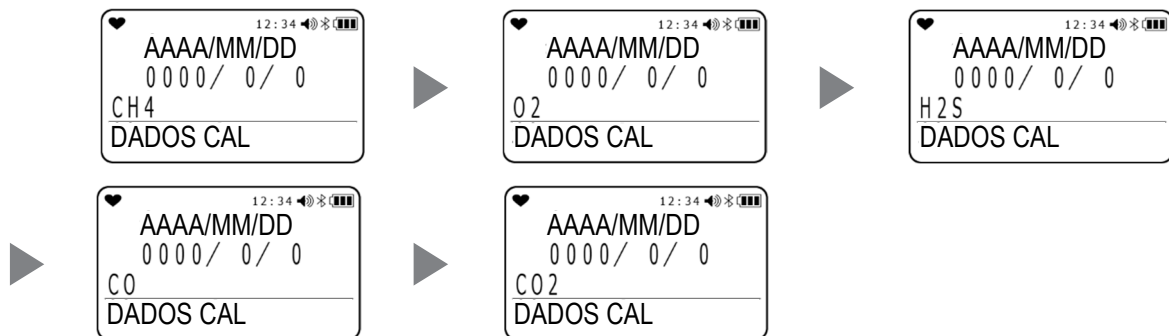 12:34
AAAA/MM/DD
0000/ 0/ 0
CH4
DADOS CAL
12:34
AAAA/MM/DD
0000/ 0/ 0
O2
DADOS CAL
12:34
AAAA/MM/DD
0000/ 0/ 0
H2S
DADOS CAL
12:34
AAAA/MM/DD
0000/ 0/ 0
CO
DADOS CAL
12:34
AAAA/MM/DD
0000/ 0/ 0
CO2
DADOS CAL